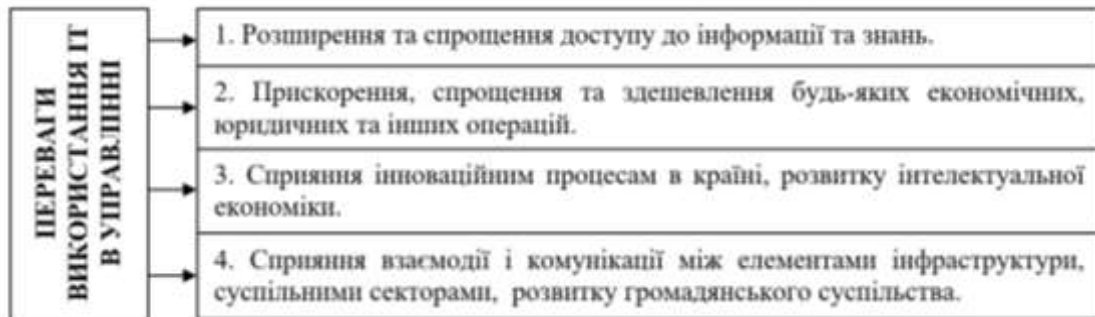 ПЕРЕВАГИ
ВИКОРИСТАННЯ ІТ
В УПРАВЛІННІ
1. Розширення та спрощення доступу до інформації та знань.
2. Прискорення, спрощення та здешевлення будь-яких економічних,
юридичних та інших операцій.
3. Сприяння інноваційним процесам в країні, розвитку інтелектуальної
економіки.
4. Сприяння взаємодії і комунікації між елементами інфраструктури,
суспільними секторами, розвитку громадянського суспільства.